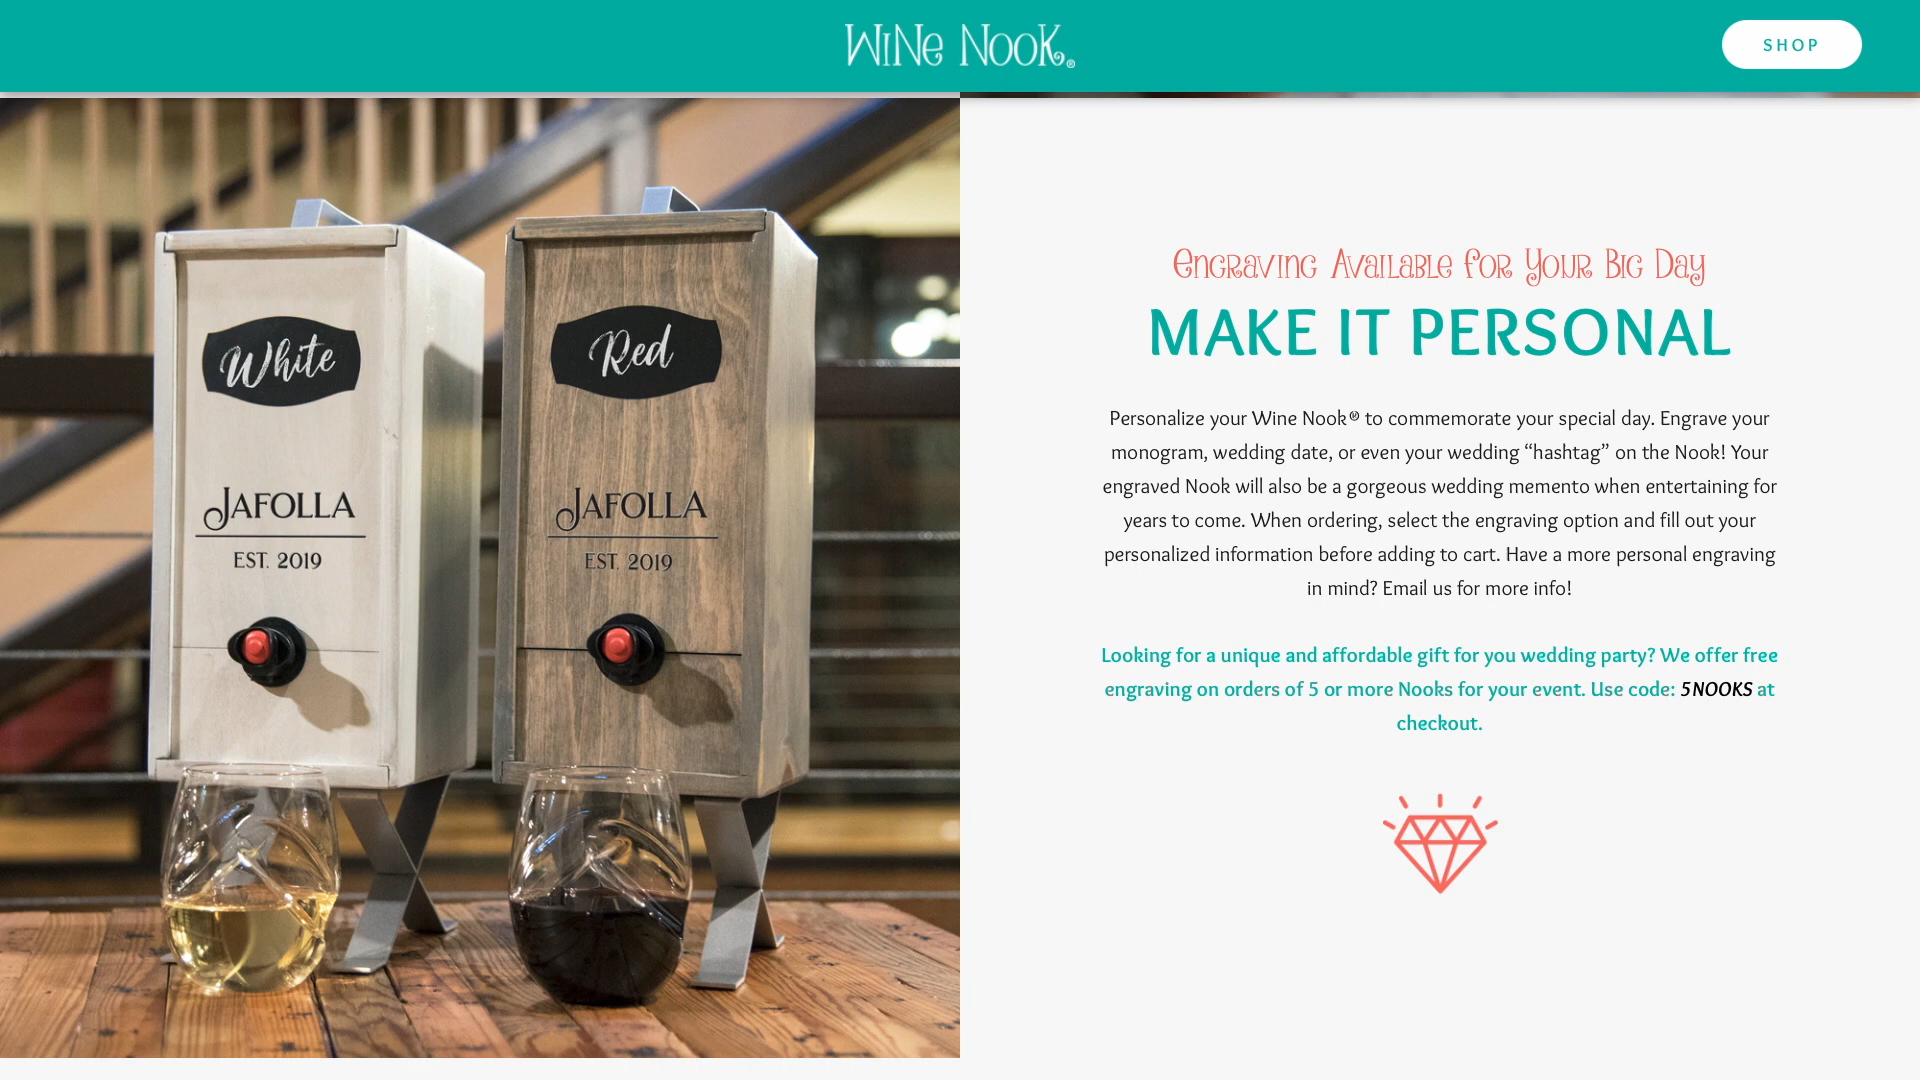 WiNe NooK®
SHOP
White
JAFOLLA
EST. 2019
Red
JAFOLLA
EST. 2019
Engraving Available for Your Big Day
MAKE IT PERSONAL
Personalize your Wine Nook® to commemorate your special day. Engrave your
monogram, wedding date, or even your wedding “hashtag” on the Nook! Your
engraved Nook will also be a gorgeous wedding memento when entertaining for
years to come. When ordering, select the engraving option and fill out your
personalized information before adding to cart. Have a more personal engraving
in mind? Email us for more info!
Looking for a unique and affordable gift for you wedding party? We offer free
engraving on orders of 5 or more Nooks for your event. Use code: 5NOOKS at
checkout.